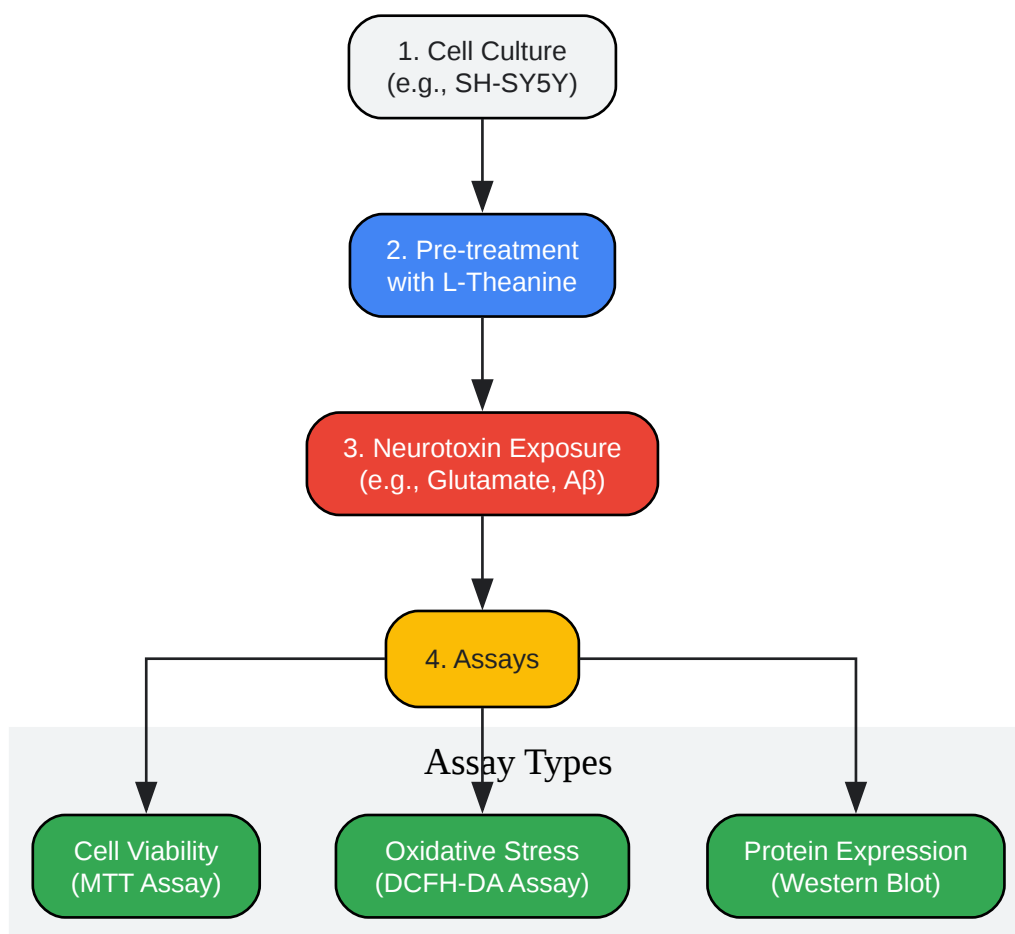 1. Cell Culture
(e.g., SH-SY5Y)
2. Pre-treatment
with L-Theanine
3. Neurotoxin Exposure
(e.g., Glutamate, Aβ)
4. Assays
Assay Types
Cell Viability
(MTT Assay)
Oxidative Stress
(DCFH-DA Assay)
Protein Expression
(Western Blot)